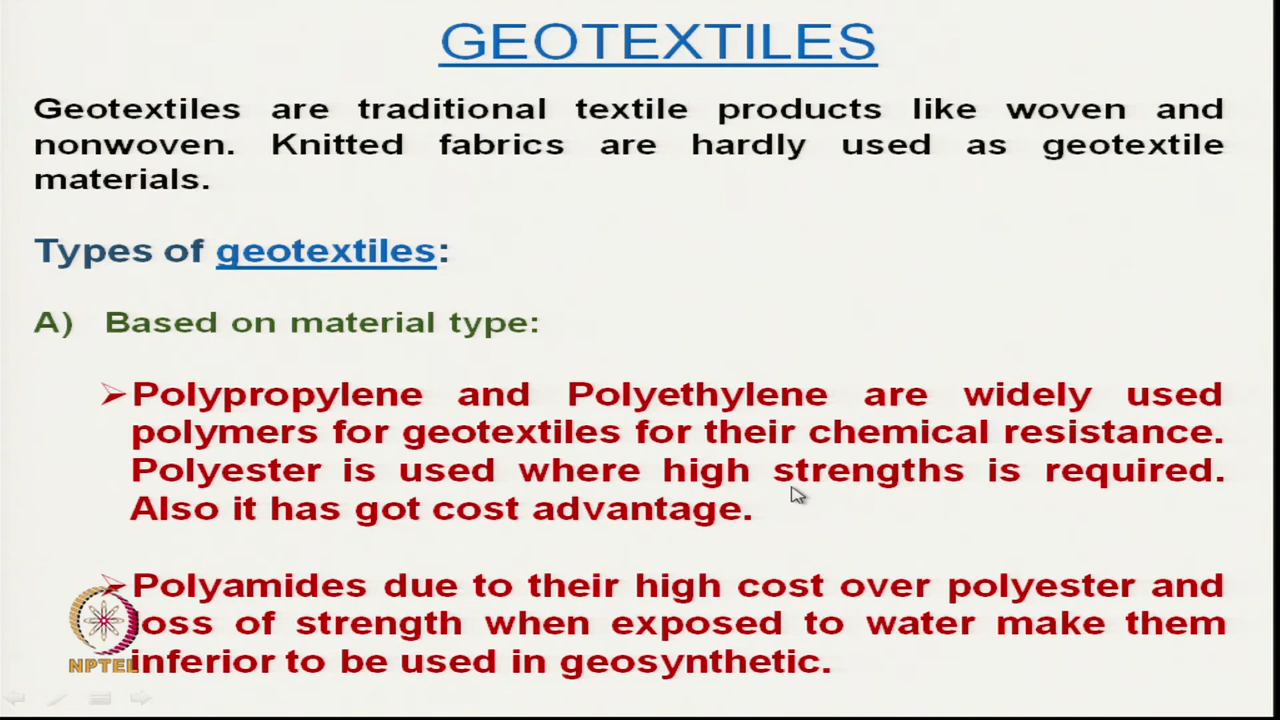 GEOTEXTILES
Geotextiles are traditional textile products like woven and
nonwoven. Knitted fabrics are hardly used as geotextile
materials.
Types of geotextiles:
A) Based on material type:
➢Polypropylene and Polyethylene are widely used
polymers for geotextiles for their chemical resistance.
Polyester is used where high strengths is required.
Also it has got cost advantage.
➢Polyamides due to their high cost over polyester and
loss of strength when exposed to water make them
inferior to be used in geosynthetic.
NPTEL